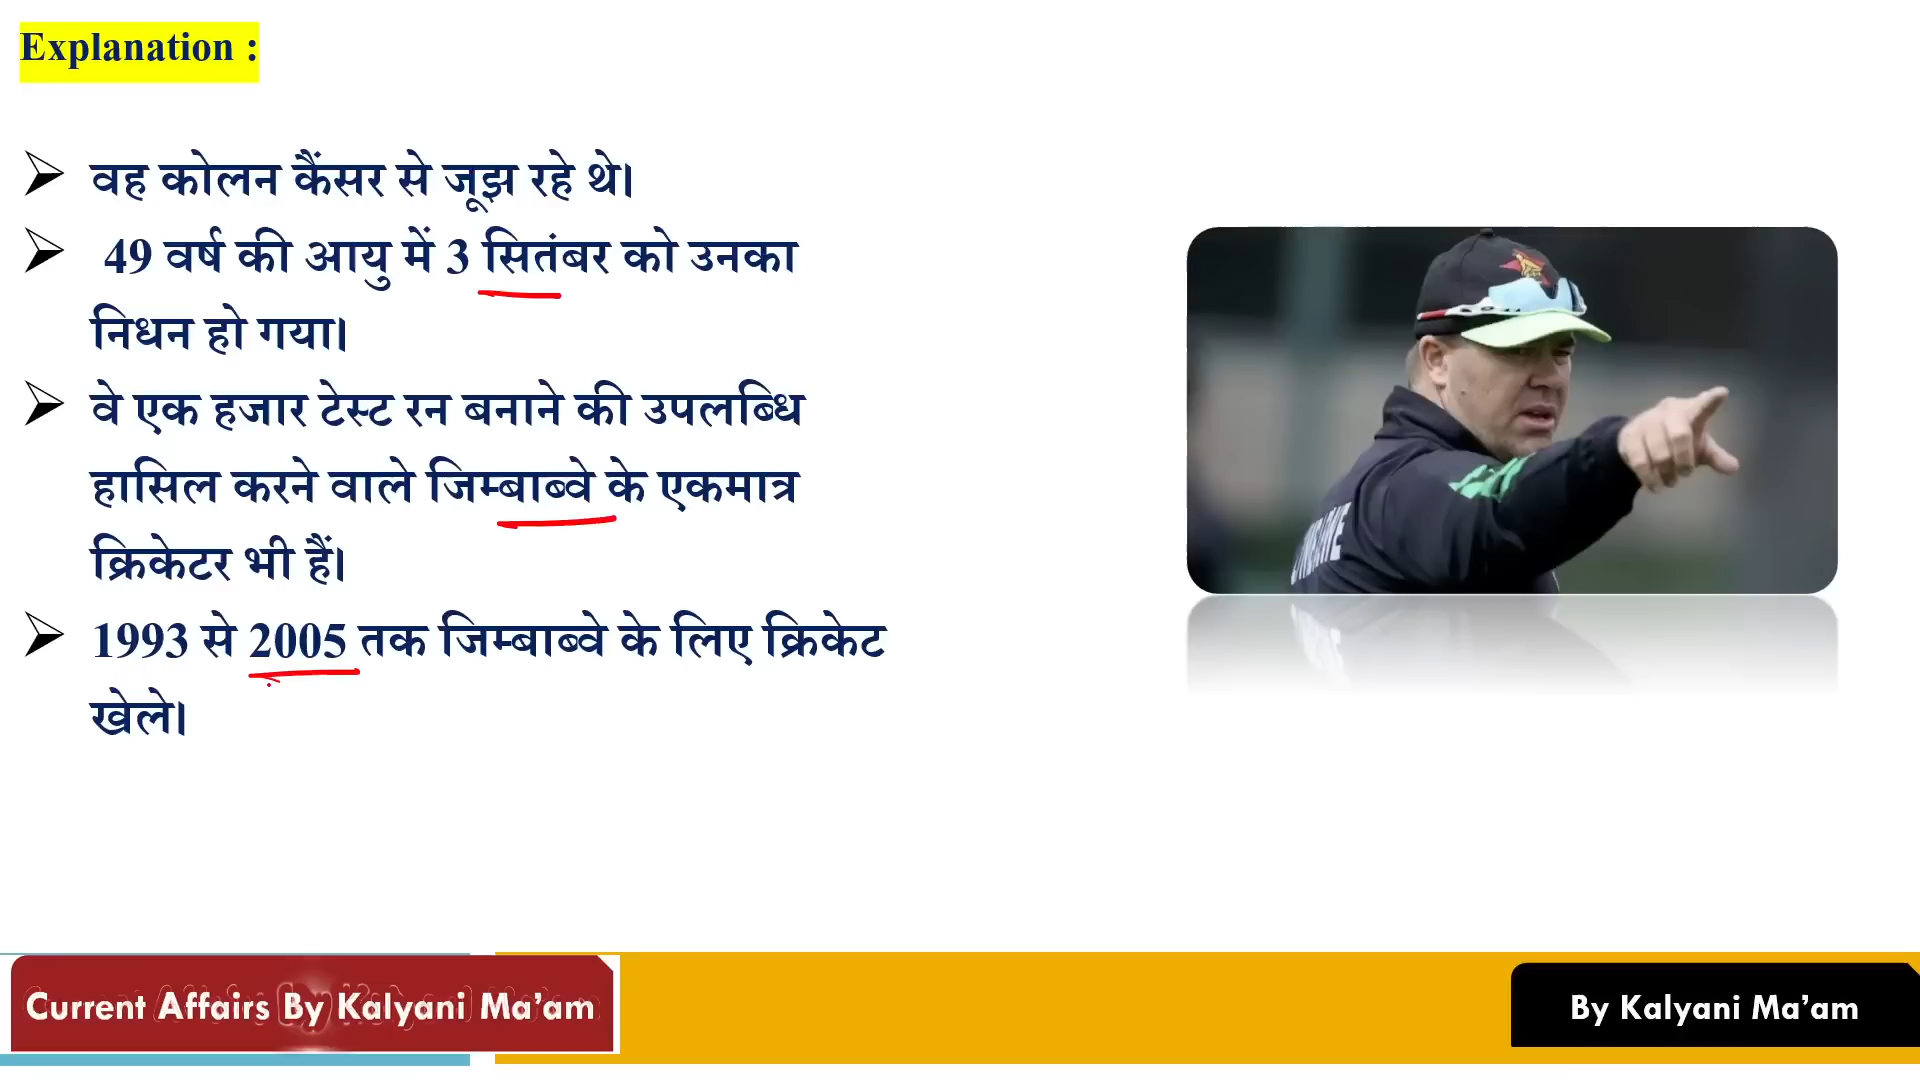 Explanation :
वह कोलन कैंसर से जूझ रहे थे।
49 वर्ष की आयु में 3 सितंबर को उनका
निधन हो गया।
वे एक हजार टेस्ट रन बनाने की उपलब्धि
हासिल करने वाले जिम्बाब्वे के एकमात्र
क्रिकेटर भी हैं।
1993 से 2005 तक जिम्बाब्वे के लिए क्रिकेट
खेले।
Current Affairs By Kalyani Ma’am
By Kalyani Ma’am